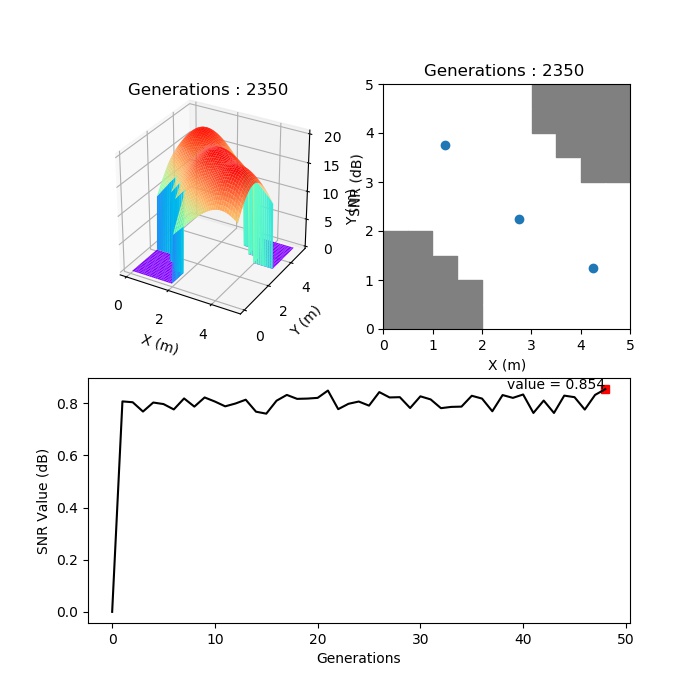 Generations : 2350
20
15
10
5
0
SNR (dB)
0
2
4
X (m)
0
2
4
Y (m)
Generations : 2350
5
4
3
2
1
0
Y (m)
0 1 2 3 4 5
X (m)
value = 0.854
0.8
0.6
0.4
0.2
0.0
SNR Value (dB)
0 10 20 30 40 50
Generations